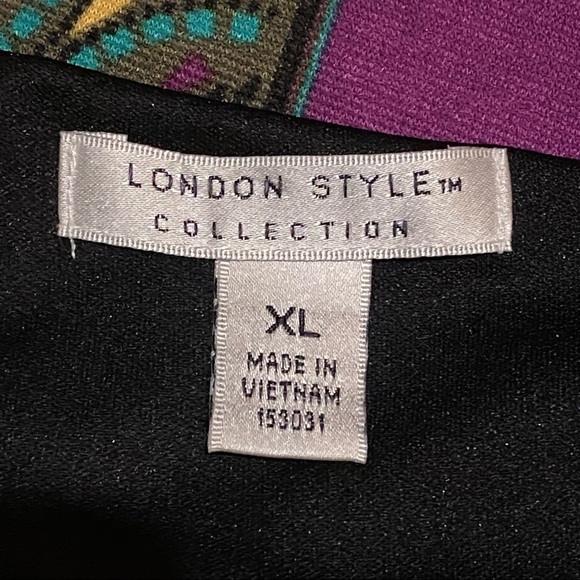 LONDON STYLE™
COLLECTION
XL
MADE IN
VIETNAM
153031